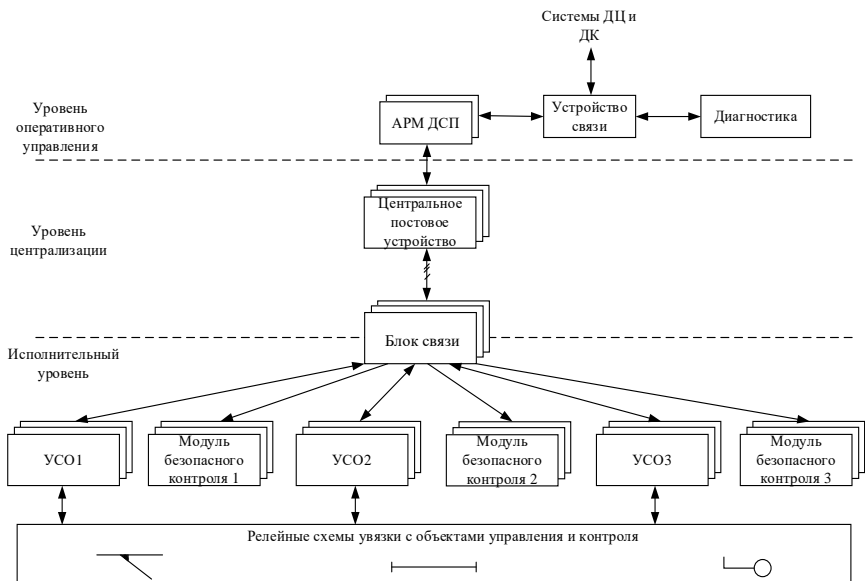 Системы ДЦ и
ДК
Уровень
оперативного
управления
АРМ ДСП
Устройство
связи
Диагностика
Уровень
централизации
Центральное
постовое
устройство
Блок связи
Исполнительный
уровень
УСО1
Модуль
безопасного
контроля 1
УСО2
Модуль
безопасного
контроля 2
УСО3
Модуль
безопасного
контроля 3
Релейные схемы увязки с объектами управления и контроля